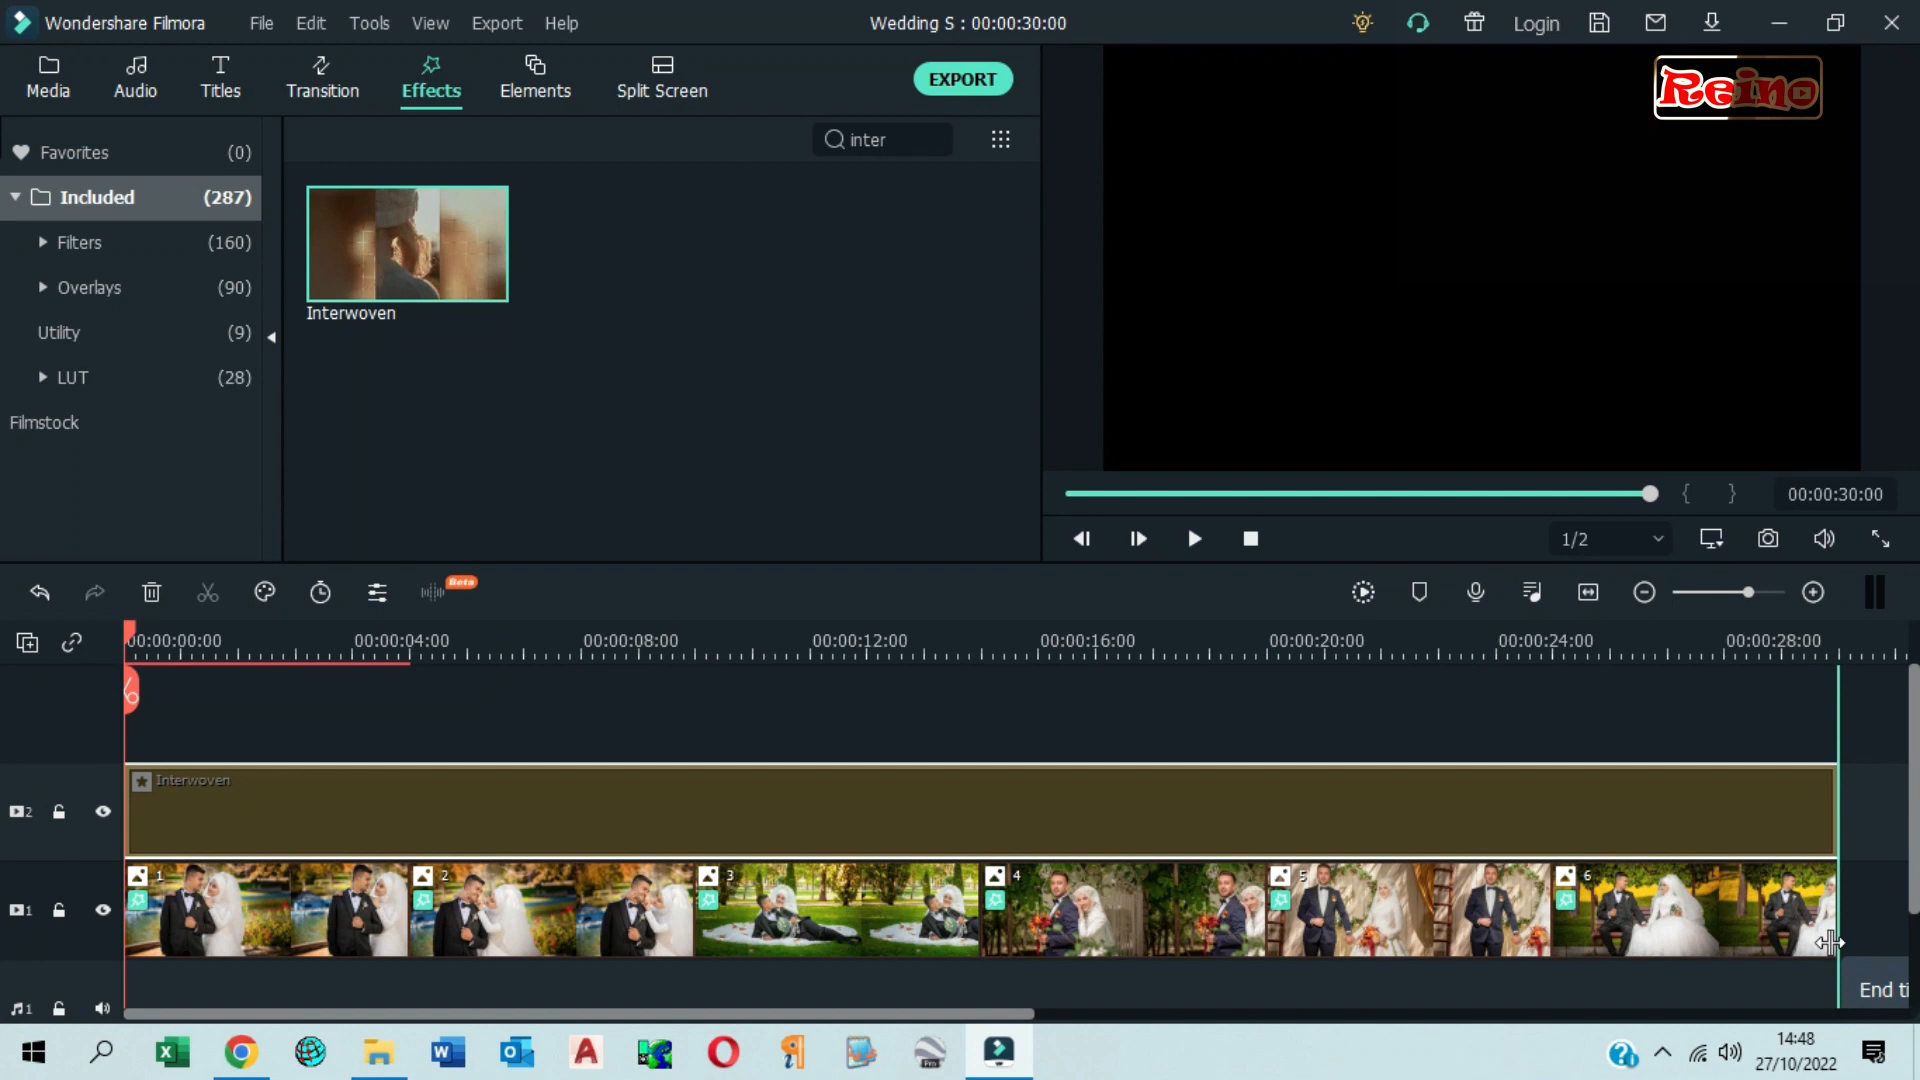 Wondershare Filmora File Edit Tools View Export Help Wedding S : 00:00:30:00 Login
Media Audio Titles Transition Effects Elements Split Screen EXPORT
Reino
Favorites (0)
inter
Included (287)
Filters (160)
Overlays (90)
Interwoven
Utility (9)
LUT (28)
Filmstock
{ } 00:00:30:00
1/2
Beta
00:00:00:00 00:00:04:00 00:00:08:00 00:00:12:00 00:00:16:00 00:00:20:00 00:00:24:00 00:00:28:00
Interwoven
2
1 2 3 4 5 6
1
End ti
1
14:48
27/10/2022